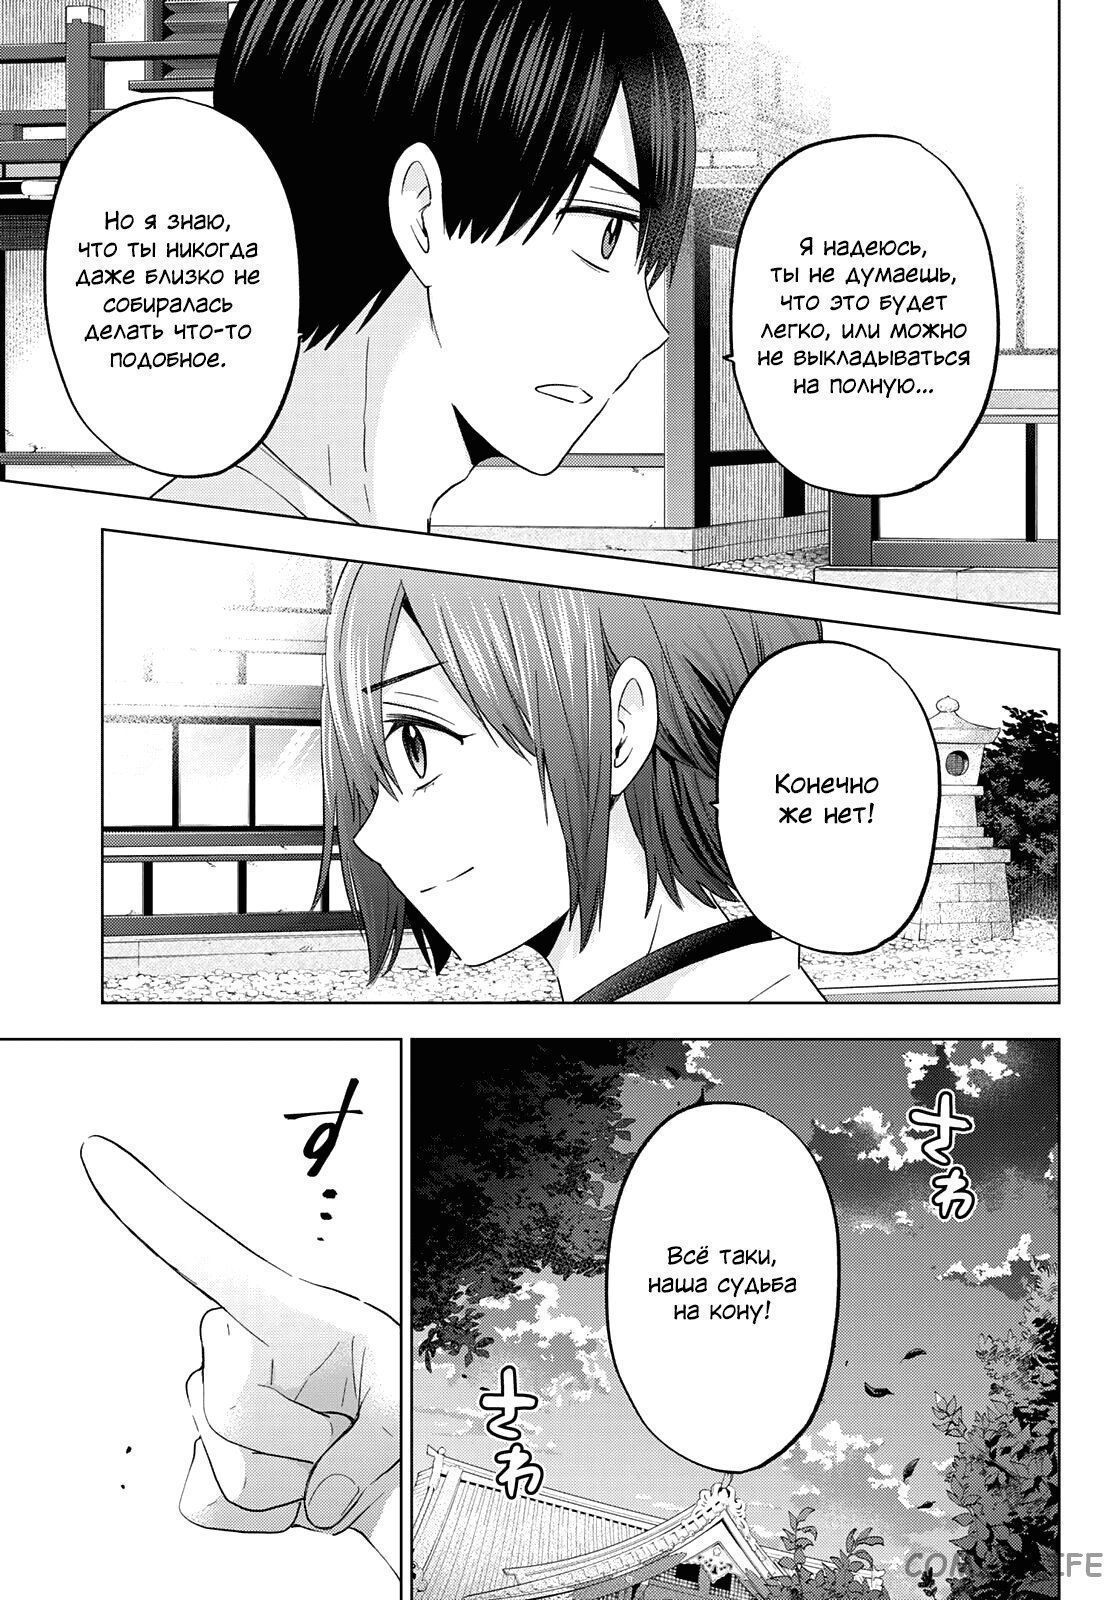 Я надеюсь,
ты не думаешь,
что это будет
легко, или можно
не выкладываться
на полную...
Но я знаю,
что ты никогда
даже близко не
собиралась
делать что-то
подобное.
Конечно
же нет!
さわ
Всё таки,
наша судьба
на кону!
さわ
す...